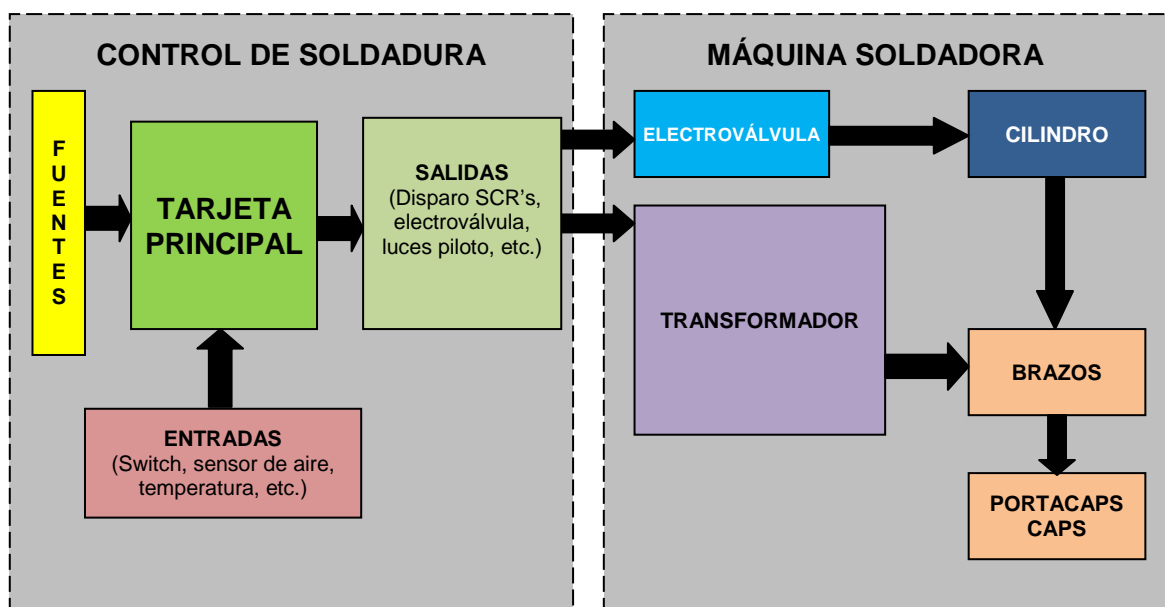 CONTROL DE SOLDADURA
FUENTES
TARJETA
PRINCIPAL
SALIDAS
(Disparo SCR’s,
electroválvula,
luces piloto, etc.)
ENTRADAS
(Switch, sensor de aire,
temperatura, etc.)
MÁQUINA SOLDADORA
ELECTROVÁLVULA
CILINDRO
TRANSFORMADOR
BRAZOS
PORTACAPS
CAPS